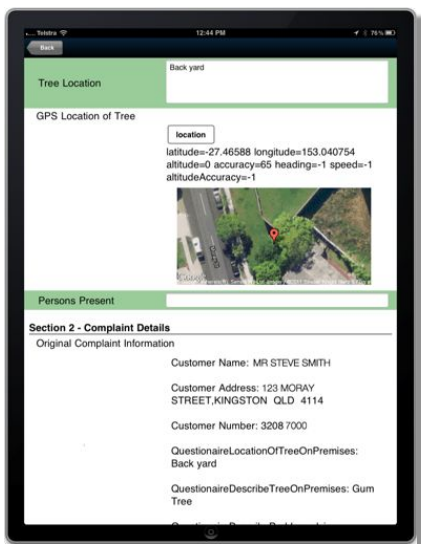 Telstra 12:44 PM 76%
Back
Tree Location
Back yard
GPS Location of Tree
location
latitude=-27.46588 longitude=153.040754
altitude=0 accuracy=65 heading=-1 speed=-1
altitudeAccuracy=-1
Persons Present
Section 2 - Complaint Details
Original Complaint Information
Customer Name: MR STEVE SMITH
Customer Address: 123 MORAY
STREET,KINGSTON QLD 4114
Customer Number: 3208 7000
QuestionaireLocationOfTreeOnPremises:
Back yard
QuestionaireDescribeTreeOnPremises: Gum
Tree